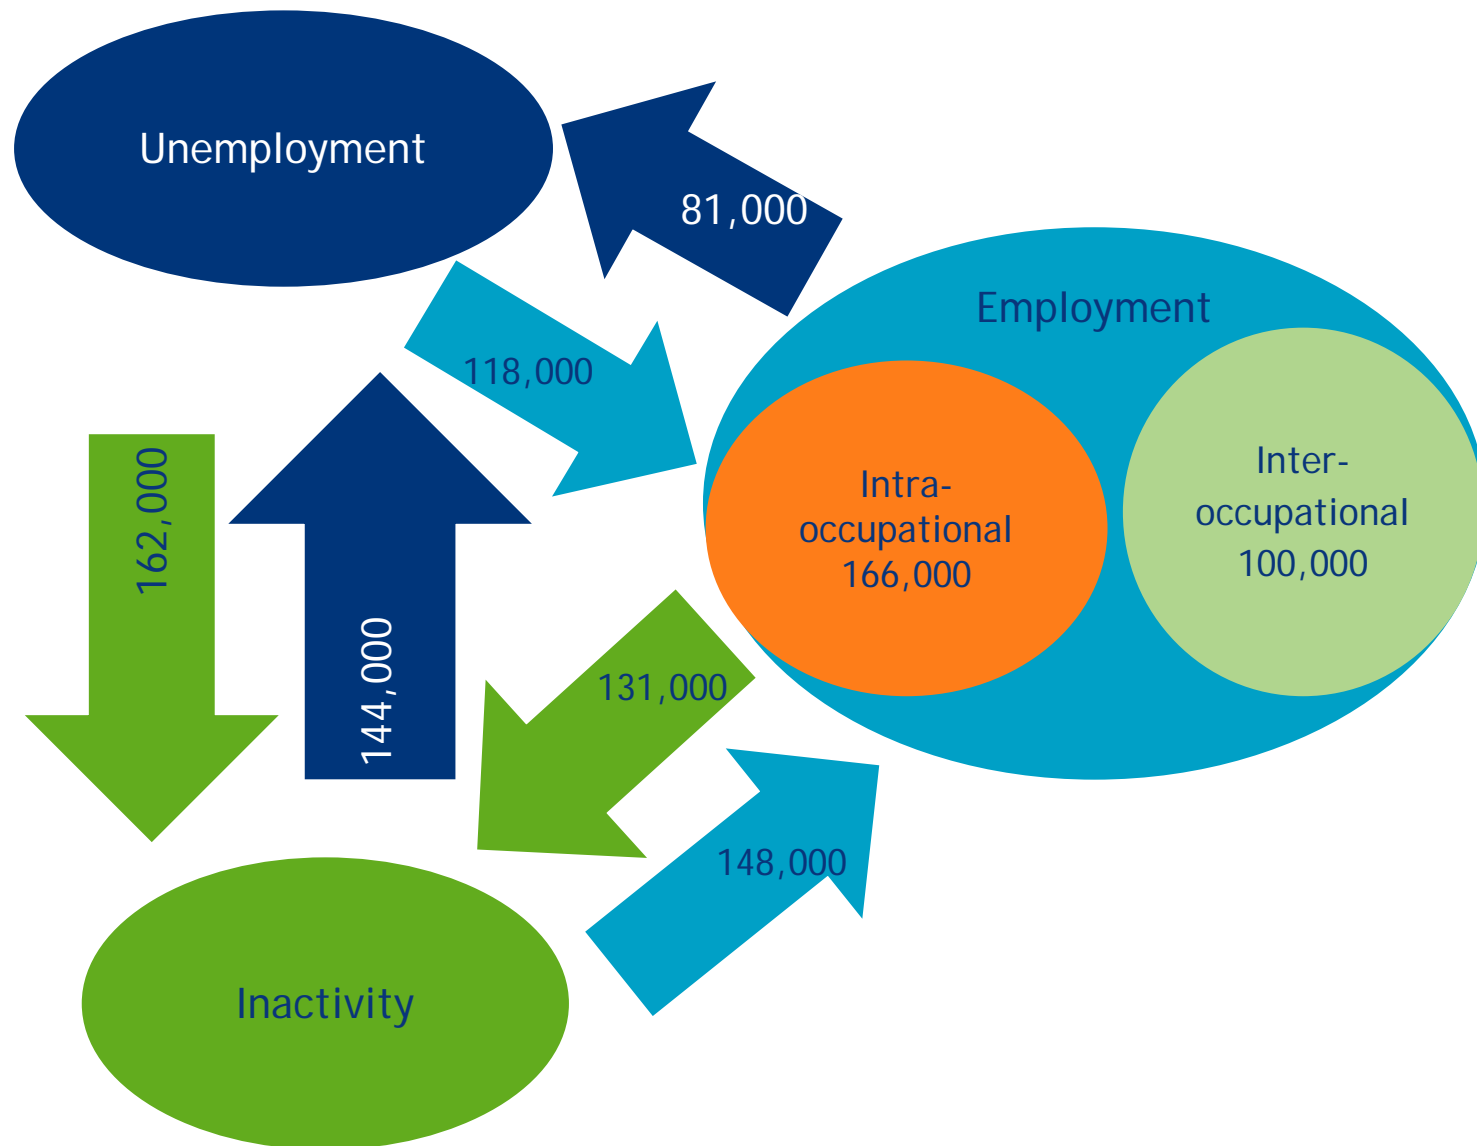 Unemployment
81,000
Employment
118,000
Intra-
occupational
166,000
Inter-
occupational
100,000
162,000
144,000
131,000
148,000
Inactivity